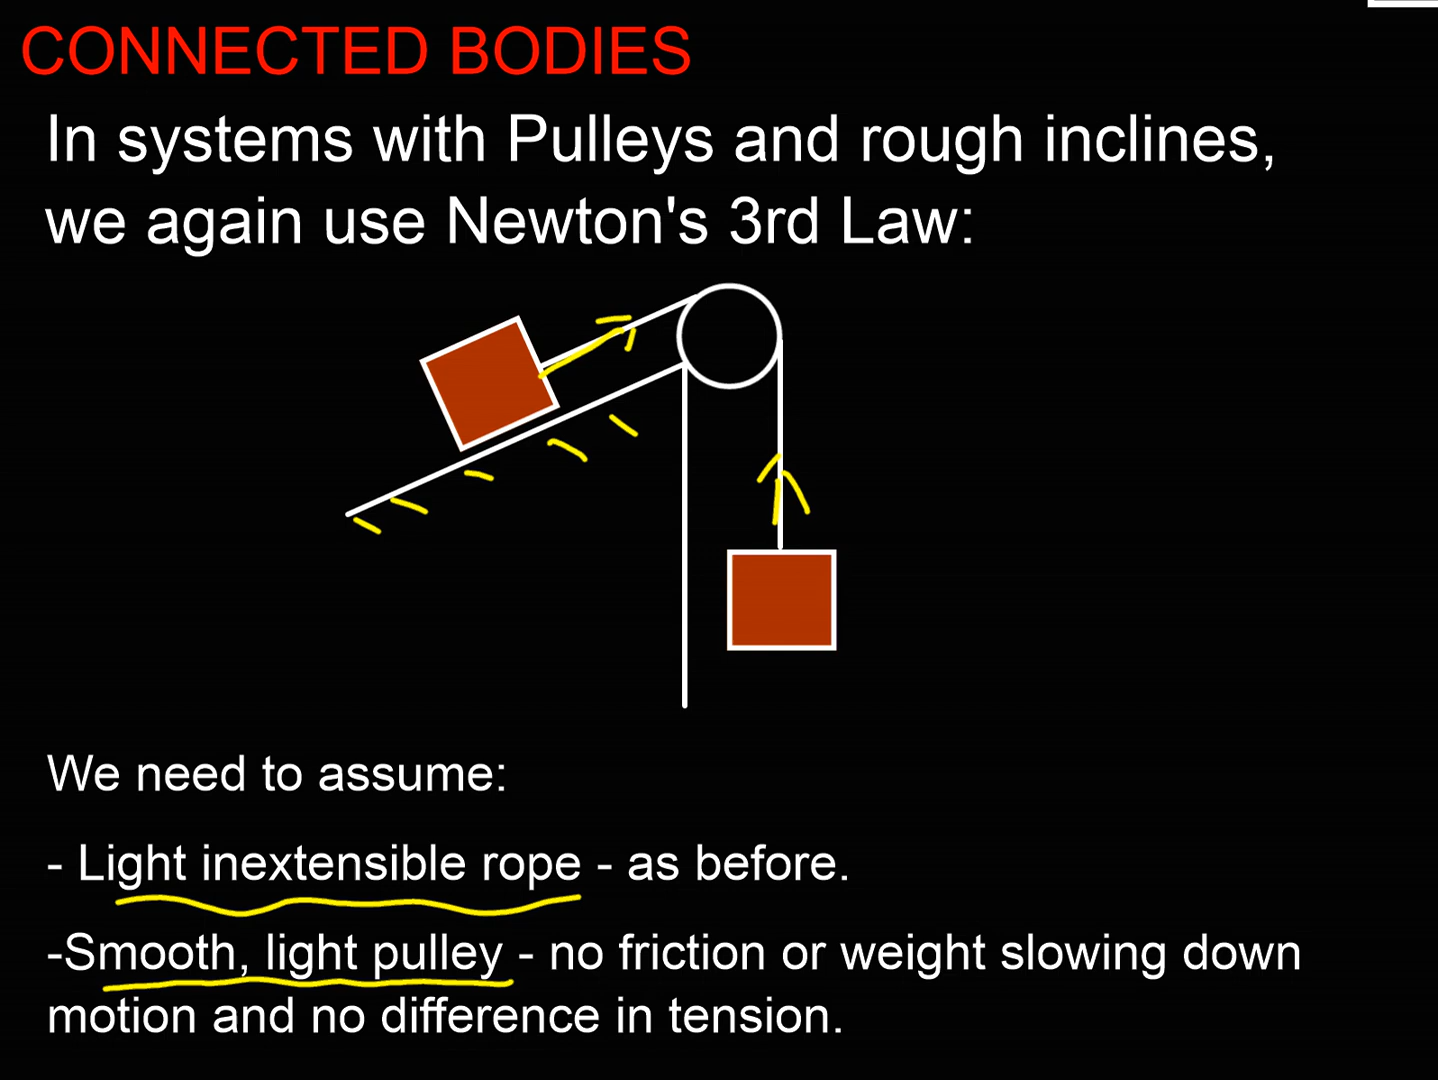 CONNECTED BODIES
In systems with Pulleys and rough inclines,
we again use Newton's 3rd Law:
We need to assume:
- Light inextensible rope - as before.
-Smooth, light pulley - no friction or weight slowing down
motion and no difference in tension.